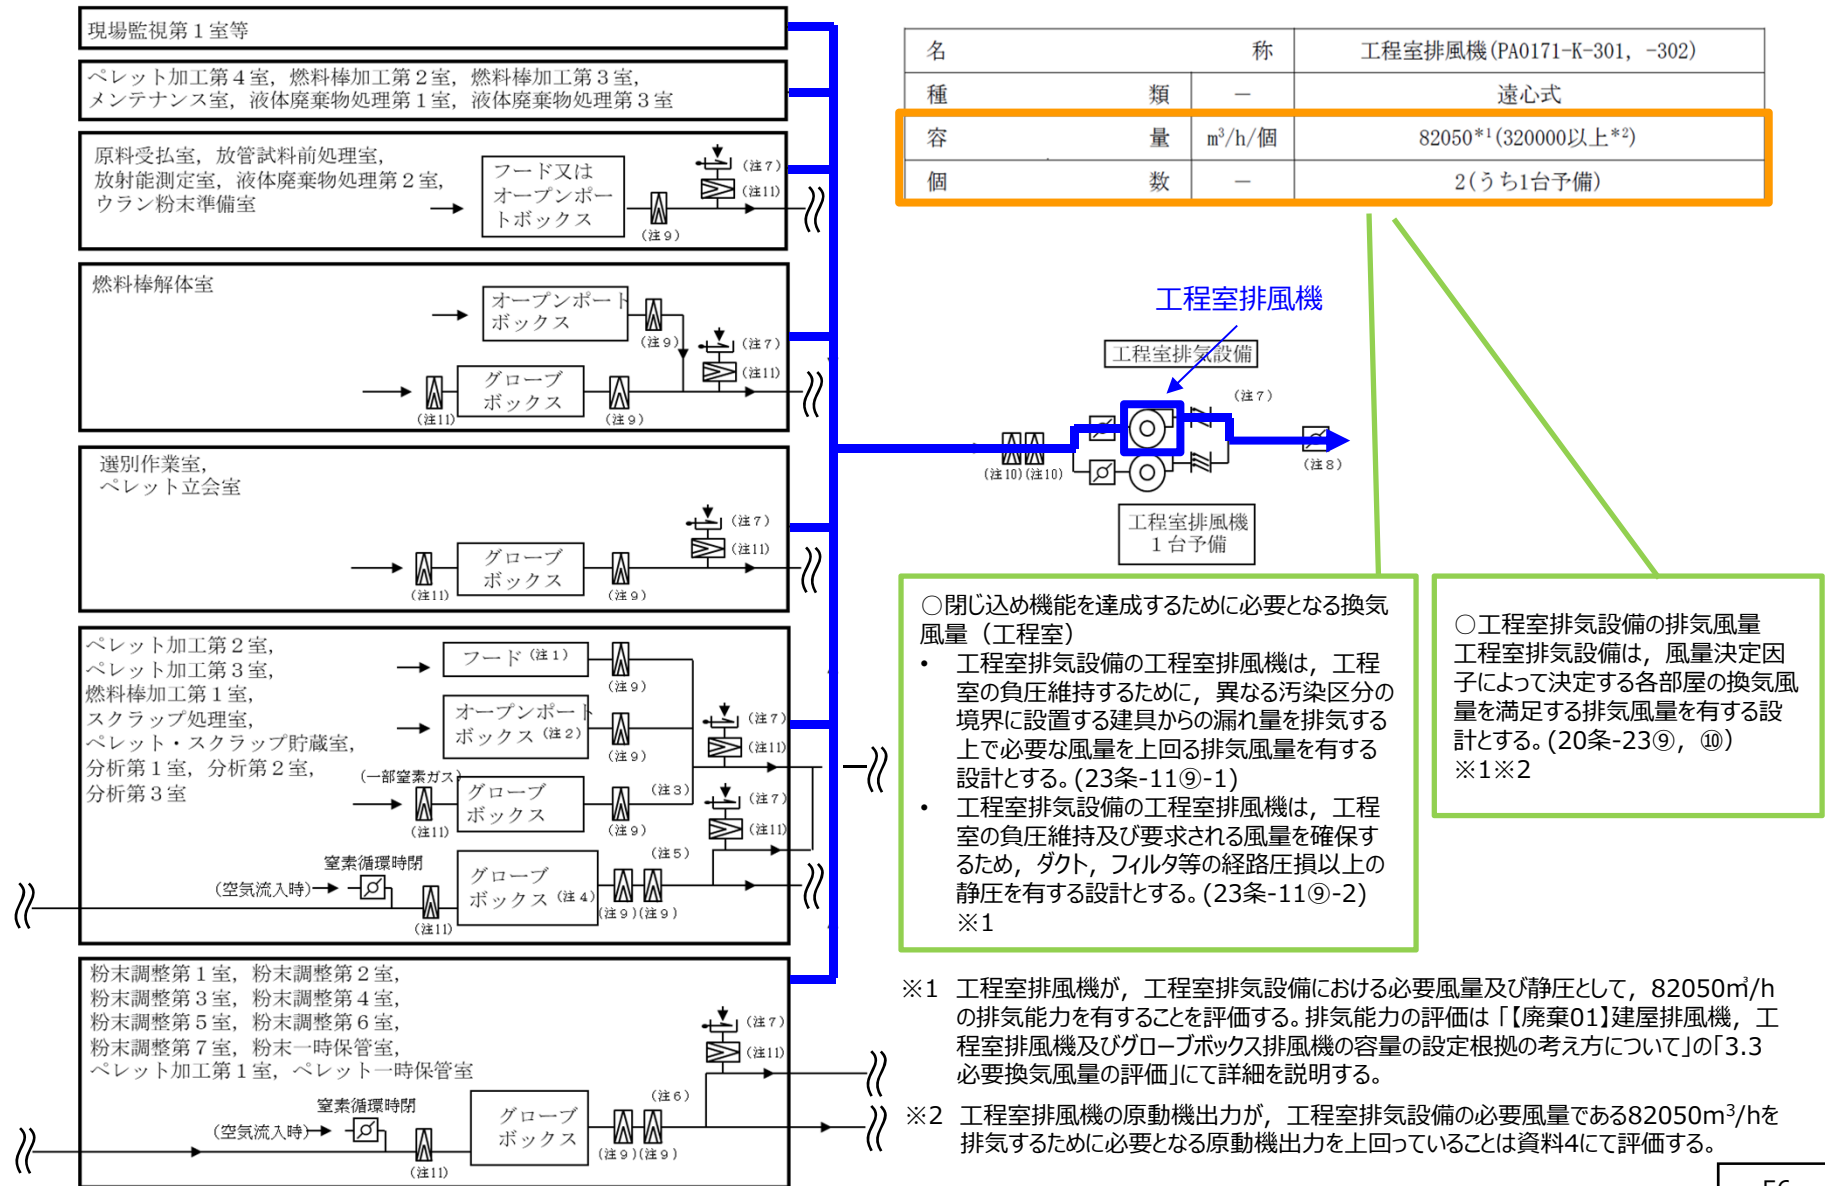 現場監視第１室等
ペレット加工第４室，燃料棒加工第２室，燃料棒加工第３室，
メンテナンス室，液体廃棄物処理第１室，液体廃棄物処理第３室
原料受払室，放管試料前処理室，
放射能測定室，液体廃棄物処理第２室，
ウラン粉末準備室
フード又は
オープンポー
トボックス
(注９)
(注７)
(注11)
燃料棒解体室
オープンポート
ボックス
(注９)
(注７)
(注11)
グローブ
ボックス
(注11)
(注９)
選別作業室，
ペレット立会室
(注７)
(注11)
グローブ
ボックス
(注11)
(注９)
ペレット加工第２室，
ペレット加工第３室，
燃料棒加工第１室，
スクラップ処理室，
ペレット・スクラップ貯蔵室，
分析第１室，分析第２室，
分析第３室
フード(注１)
(注９)
オープンポート
ボックス(注２)
(注９)
(注７)
(注11)
(一部窒素ガス)
グローブ
ボックス
(注３)
(注11)
(注９)
(注７)
(注11)
窒素循環時閉
(空気流入時)
グローブ
ボックス(注４)
(注５)
(注11)
(注９)(注９)
粉末調整第１室，粉末調整第２室，
粉末調整第３室，粉末調整第４室，
粉末調整第５室，粉末調整第６室，
粉末調整第７室，粉末一時保管室，
ペレット加工第１室，ペレット一時保管室
(注７)
(注11)
窒素循環時閉
(空気流入時)
グローブ
ボックス
(注６)
(注11)
(注９)(注９)
名称 工程室排風機(PA0171-K-301，-302)
種類 － 遠心式
容量 m³/h/個 82050*1(320000以上*2)
個数 － 2(うち1台予備)
工程室排風機
工程室排気設備
(注７)
(注10)(注10)
(注８)
工程室排風機
１台予備
○閉じ込め機能を達成するために必要となる換気
風量（工程室）
• 工程室排気設備の工程室排風機は，工程
室の負圧維持するために，異なる汚染区分の
境界に設置する建具からの漏れ量を排気する
上で必要な風量を上回る排気風量を有する
設計とする。(23条-11⑨-1)
• 工程室排気設備の工程室排風機は，工程
室の負圧維持及び要求される風量を確保す
るため，ダクト，フィルタ等の経路圧損以上の
静圧を有する設計とする。(23条-11⑨-2)
※1
○工程室排気設備の排気風量
工程室排気設備は，風量決定因
子によって決定する各部屋の換気風
量を満足する排気風量を有する設
計とする。(20条-23⑨，⑩)
※1※2
※1 工程室排風機が，工程室排気設備における必要風量及び静圧として，82050㎥/h
の排気能力を有することを評価する。排気能力の評価は「【廃棄01】建屋排風機，工
程室排風機及びグローブボックス排風機の容量の設定根拠の考え方について」の「3.3
必要換気風量の評価」にて詳細を説明する。
※2 工程室排風機の原動機出力が，工程室排気設備の必要風量である82050m³/hを
排気するために必要となる原動機出力を上回っていることは資料4にて評価する。